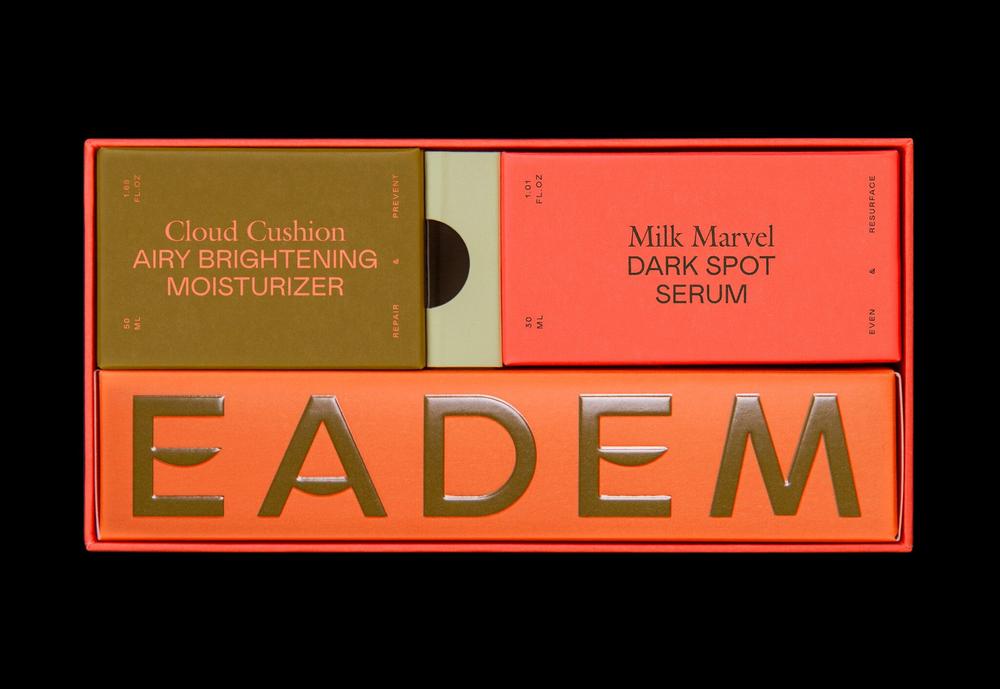 1.69
FL.OZ
50
ML
Cloud Cushion
AIRY BRIGHTENING
MOISTURIZER
REPAIR & PREVENT
1.01
FL.OZ
30
ML
Milk Marvel
DARK SPOT
SERUM
EVEN & RESURFACE
EADEM